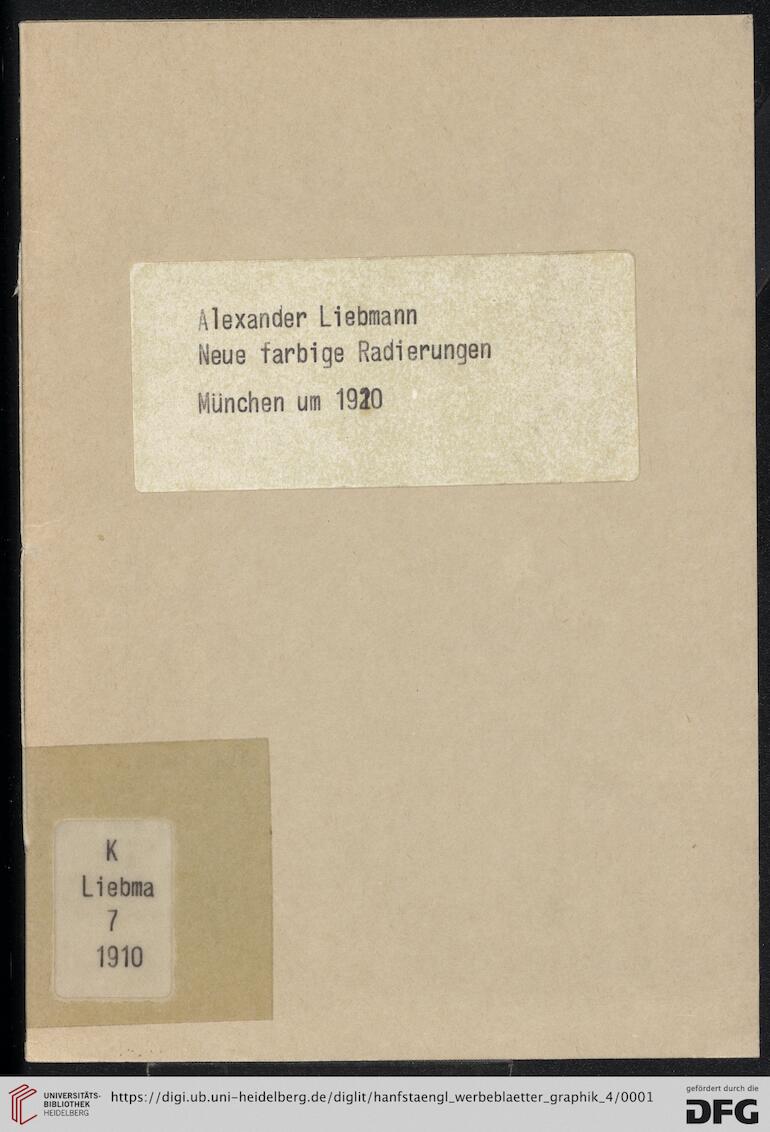 Alexander Liebmann
Neue farbige Radierungen
München um 1910
K
Liebma
7
1910
UNIVERSITÄTS-
BIBLIOTHEK
HEIDELBERG
https://digi.ub.uni-heidelberg.de/diglit/hanfstaengl_werbeblaetter_graphik_4/0001
gefördert durch die
DFG